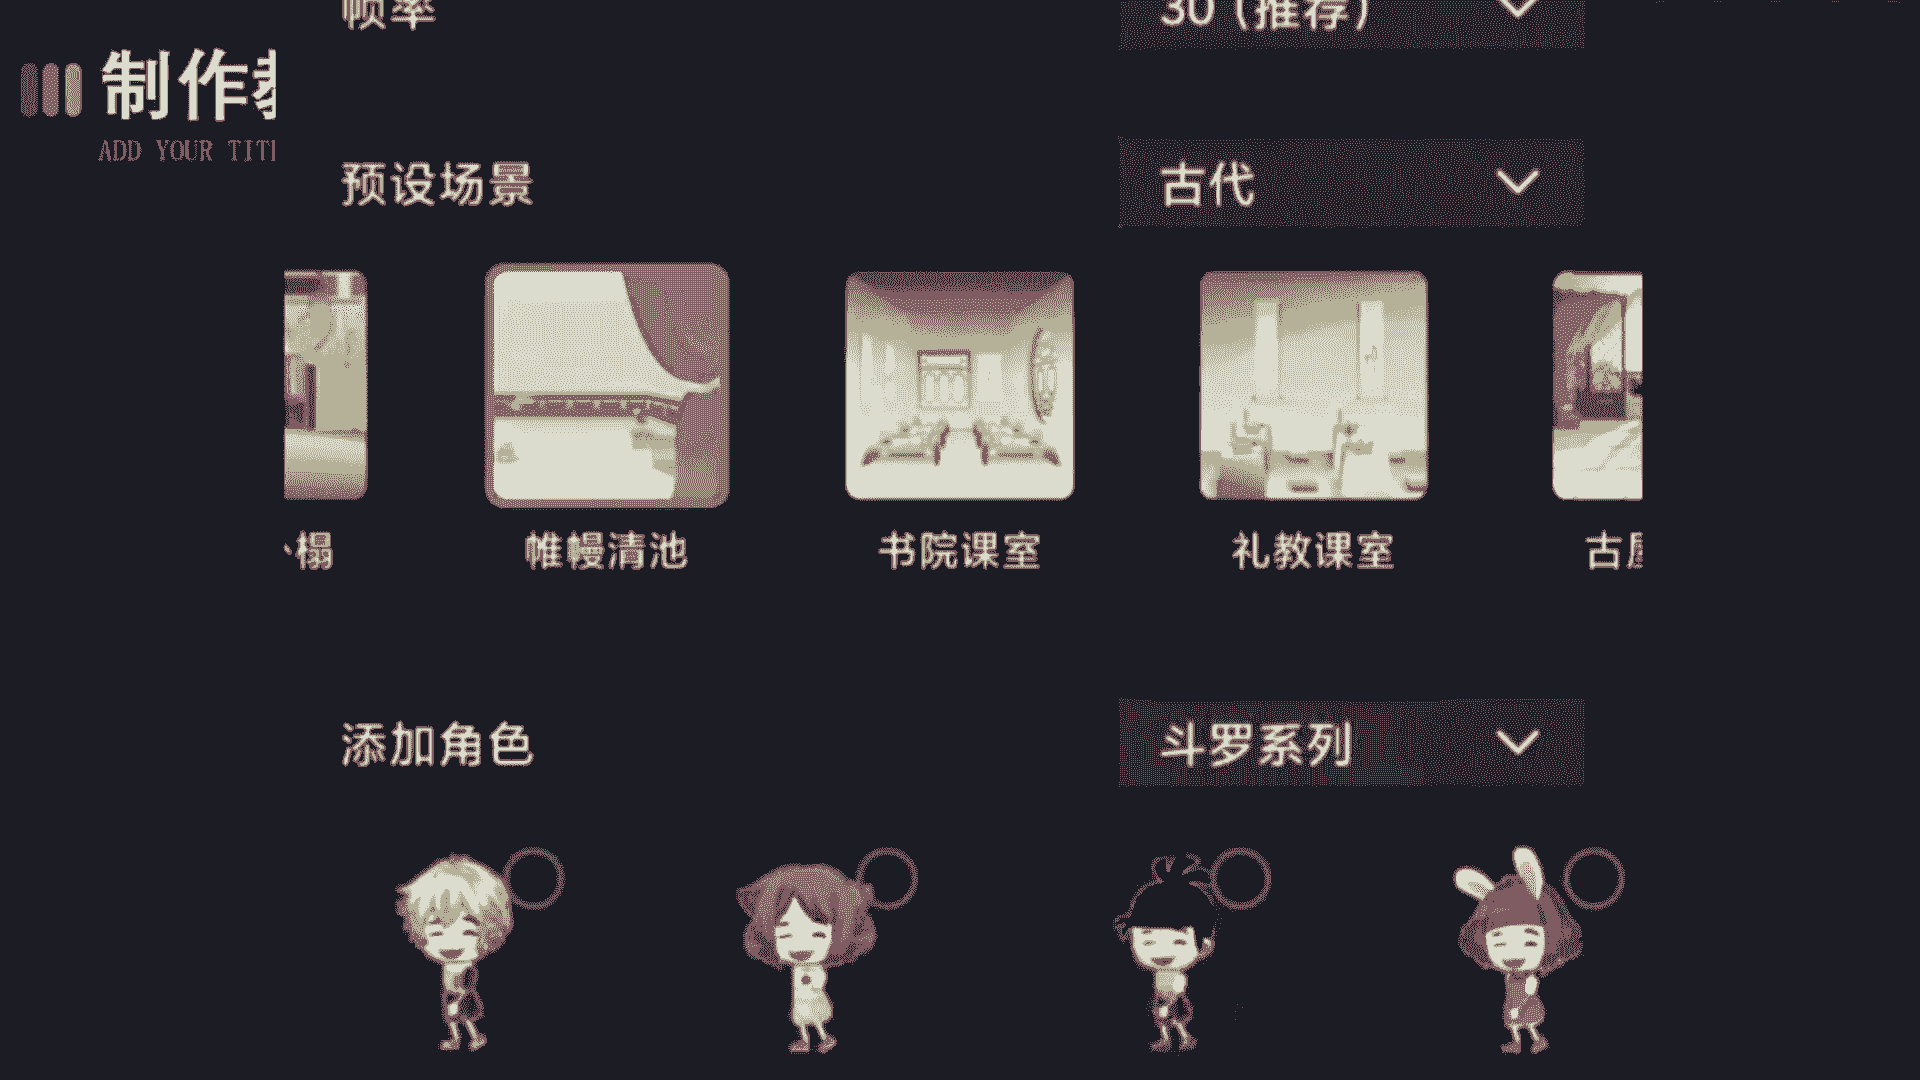 帧率
30（推荐）
制作
ADD YOUR TIT
预设场景
古代
榻
帷幔清池
书院课室
礼教课室
古
添加角色
斗罗系列